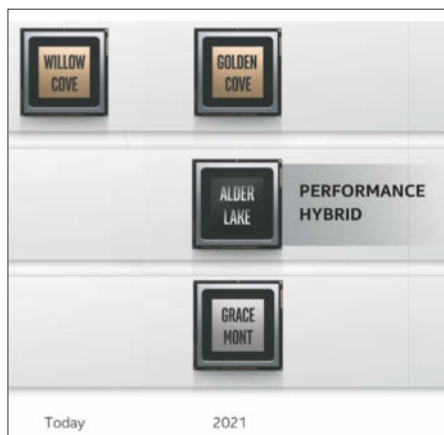 WILLOW
COVE
GOLDEN
COVE
ALDER
LAKE
PERFORMANCE
HYBRID
GRACE
MONT
Today
2021